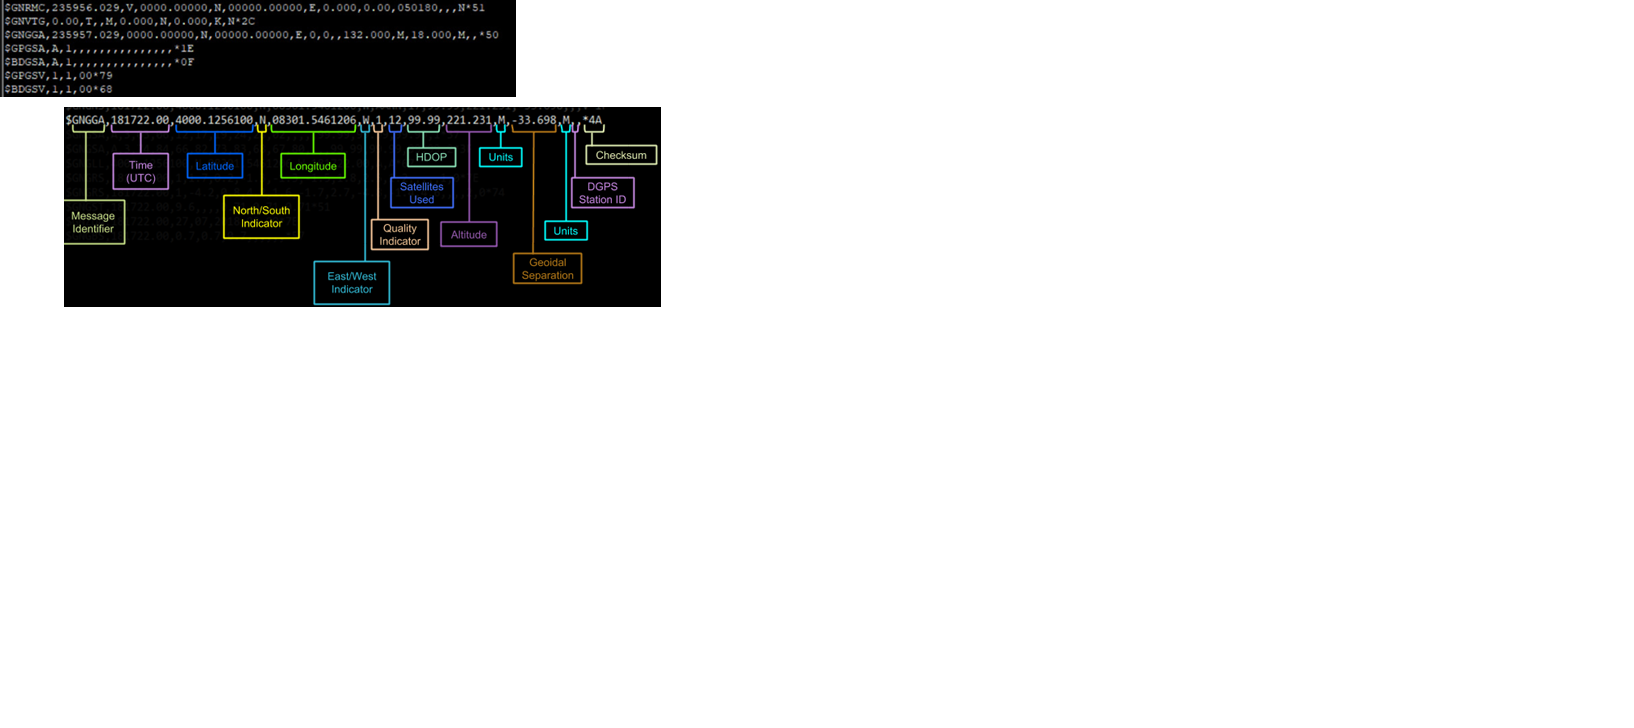 $GNRMC,235956.029,V,0000.00000,N,00000.00000,E,0.000,0.00,050180,,,N*51
$GNVTG,0.00,T,,M,0.000,N,0.000,K,N*2C
$GNGGA,235957.029,0000.00000,N,00000.00000,E,0,0,,132.000,M,18.000,M,,*50
$GPGSA,A,1,,,,,,,,,,,,,,,*1E
$BDGSA,A,1,,,,,,,,,,,,,,,*0F
$GPGSV,1,1,00*79
$BDGSV,1,1,00*68
$GNGGA,181722.00,4000.1256100,N,08301.5461206,W,1,12,99.99,221.231,M,-33.698,M,,*4A
Message
Identifier
Time
(UTC)
Latitude
North/South
Indicator
Longitude
East/West
Indicator
Quality
Indicator
Satellites
Used
HDOP
Altitude
Units
Geoidal
Separation
Units
DGPS
Station ID
Checksum